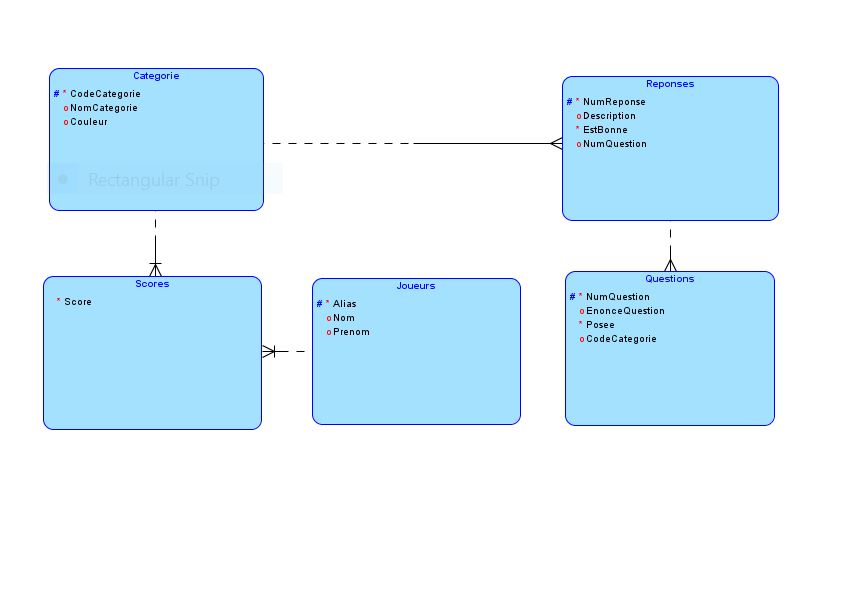 Categorie
# * CodeCategorie
o NomCategorie
o Couleur
Rectangular Snip
Reponses
# * NumReponse
o Description
* EstBonne
o NumQuestion
Scores
* Score
Joueurs
# * Alias
o Nom
o Prenom
Questions
# * NumQuestion
o EnonceQuestion
* Posee
o CodeCategorie